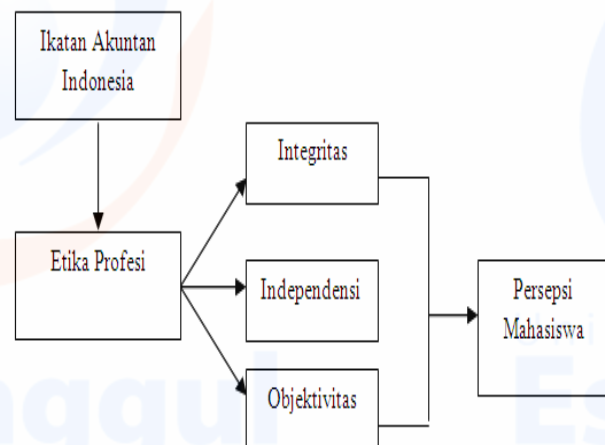 Ikatan Akuntan
Indonesia
Integritas
Etika Profesi
Independensi
Persepsi
Mahasiswa
Objektivitas